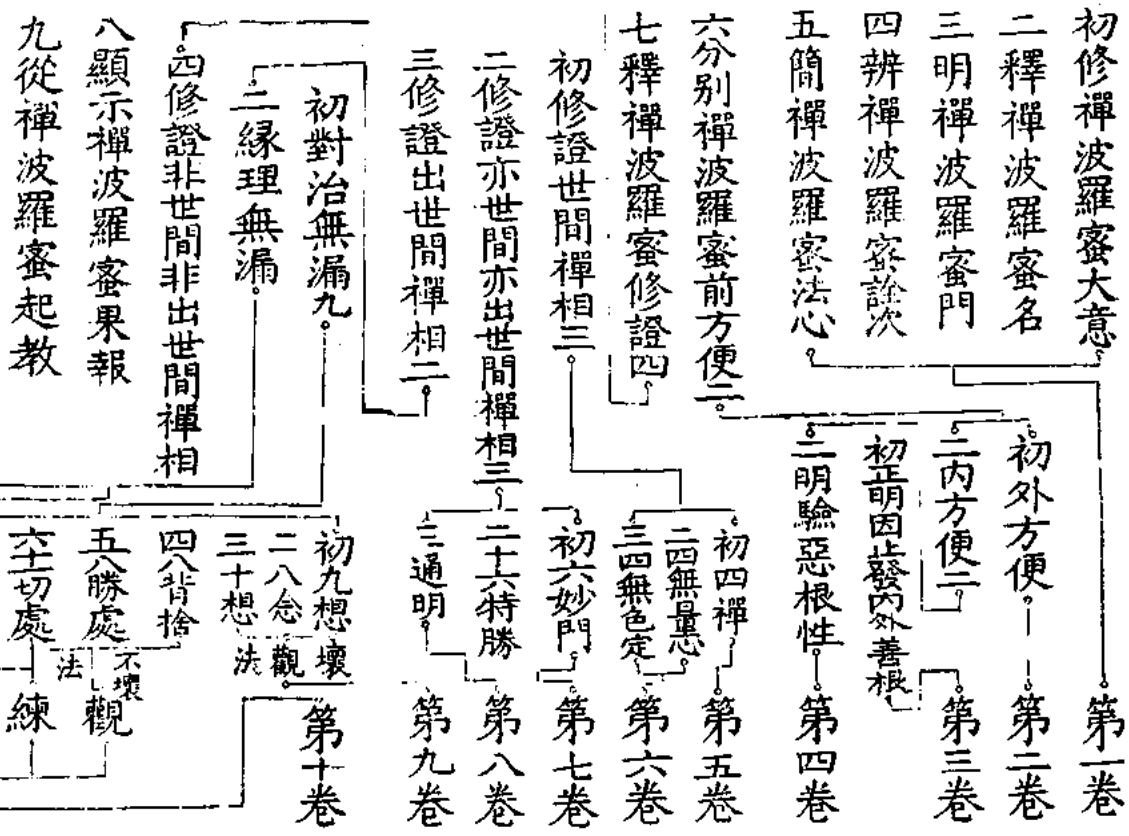 初修禪波羅蜜大意
二釋禪波羅蜜名
三明禪波羅蜜門
四辨禪波羅蜜詮次
五簡禪波羅蜜法心
六分别禪波羅蜜前方便二
七釋禪波羅蜜修證四
初修證世間禪相三
二修證亦世間亦出世間禪相三
三修證出世間禪相二
初對治無漏九
二縁理無漏
四修證非世間非出世間禪相
八顯示禪波羅蜜果報
九從禪波羅蜜起教
初外方便
二内方便二
初正明因止發内外善根
二明驗惡根性
初四禪
二四無量心
三四無色定
初六妙門
二十六特勝
三通明
初九想
二八念
三十想
壞
觀
法
四八背捨
五八勝處
六十一切處
不壞
法
觀
練
第一卷
第二卷
第三卷
第四卷
第五卷
第六卷
第七卷
第八卷
第九卷
第十卷